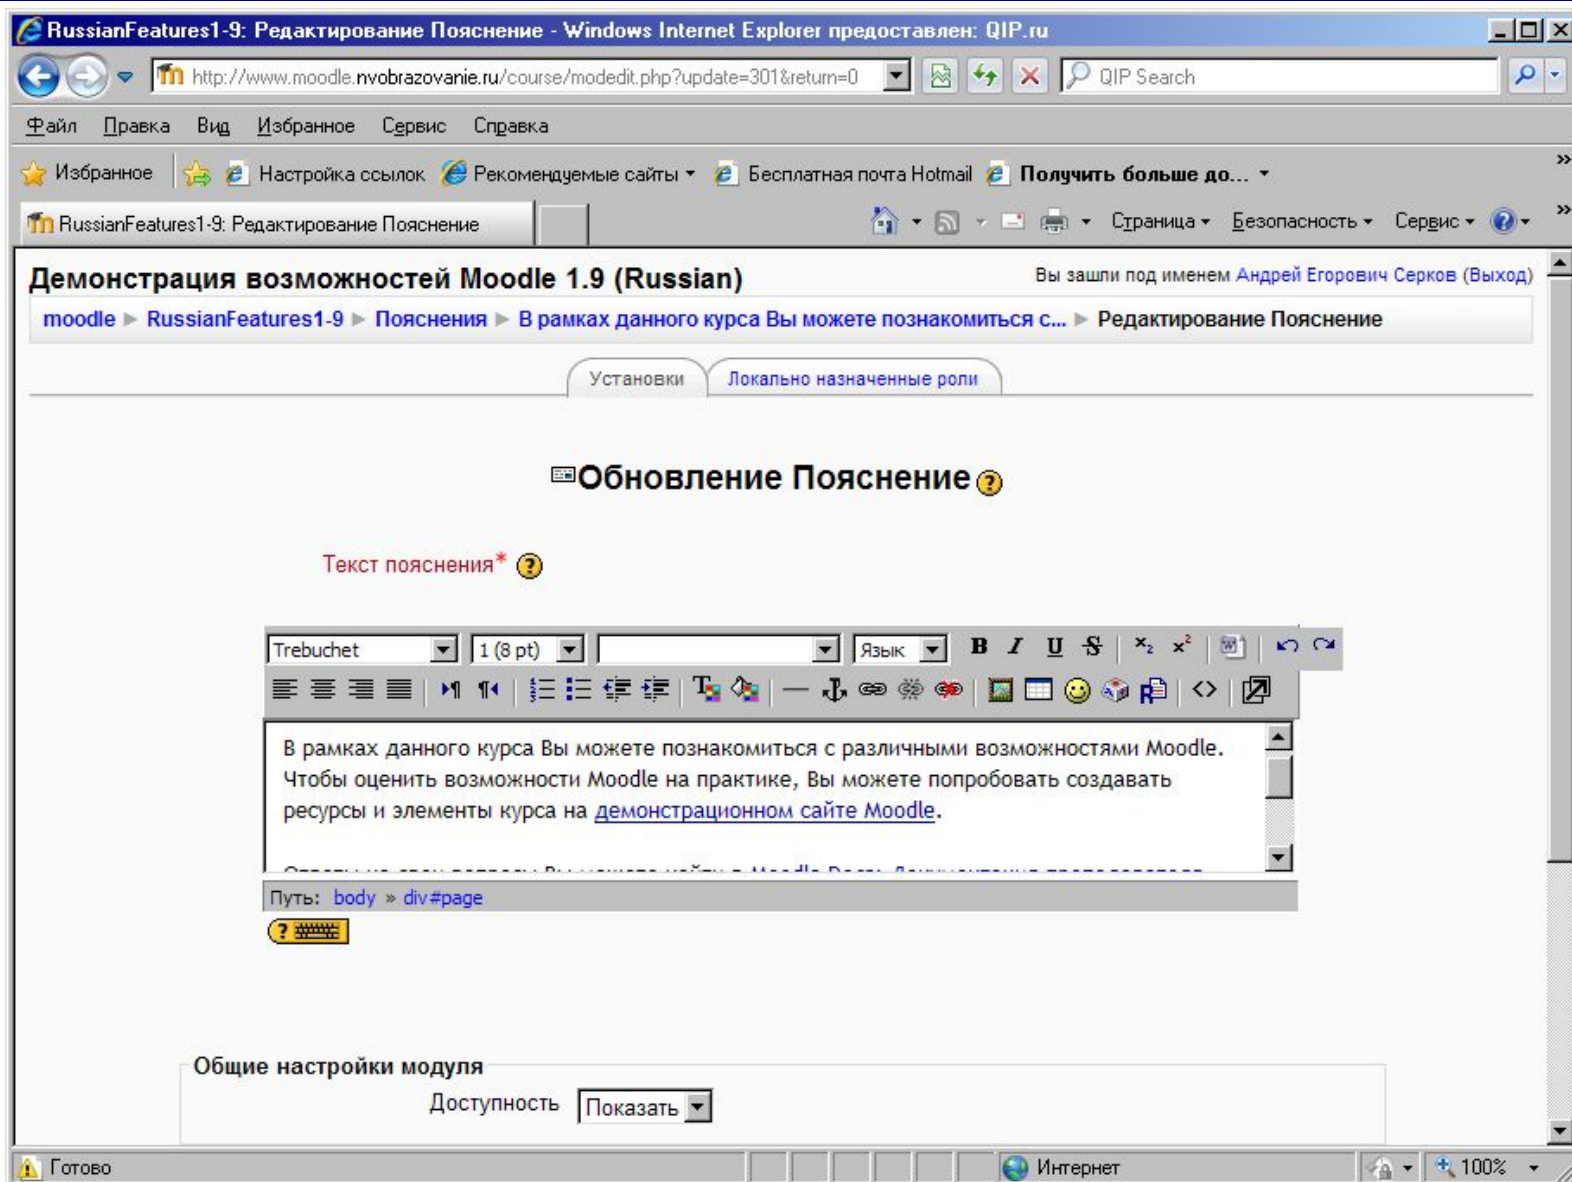 RussianFeatures1-9: Редактирование Пояснение - Windows Internet Explorer предоставлен: QIP.ru
http://www.moodle.nvobrazovanie.ru/course/modedit.php?update=301&return=0 QIP Search
Файл Правка Вид Избранное Сервис Справка
Избранное Настройка ссылок Рекомендуемые сайты Бесплатная почта Hotmail Получить больше до... »
RussianFeatures1-9: Редактирование Пояснение Страница Безопасность Сервис »
Демонстрация возможностей Moodle 1.9 (Russian) Вы зашли под именем Андрей Егорович Серков (Выход)
moodle ► RussianFeatures1-9 ► Пояснения ► В рамках данного курса Вы можете познакомиться с... ► Редактирование Пояснение
Установки Локально назначенные роли
Обновление Пояснение ?
Текст пояснения* ?
Trebuchet 1 (8 pt) Язык B I U S x₂ x²
В рамках данного курса Вы можете познакомиться с различными возможностями Moodle.
Чтобы оценить возможности Moodle на практике, Вы можете попробовать создавать
ресурсы и элементы курса на демонстрационном сайте Moodle.
Путь: body » div#page
?
Общие настройки модуля
Доступность Показать
Готово Интернет 100%